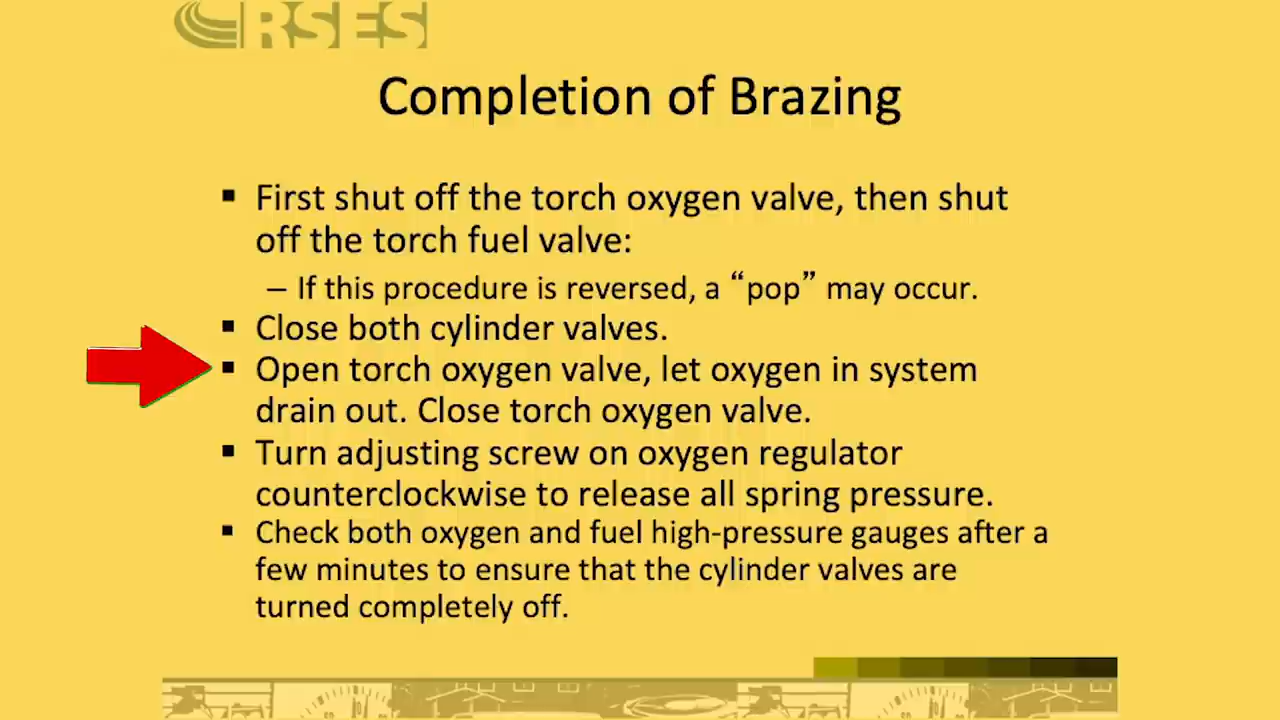 RSES
Completion of Brazing
▪ First shut off the torch oxygen valve, then shut
off the torch fuel valve:
– If this procedure is reversed, a “pop” may occur.
▪ Close both cylinder valves.
▪ Open torch oxygen valve, let oxygen in system
drain out. Close torch oxygen valve.
▪ Turn adjusting screw on oxygen regulator
counterclockwise to release all spring pressure.
▪ Check both oxygen and fuel high-pressure gauges after a
few minutes to ensure that the cylinder valves are
turned completely off.